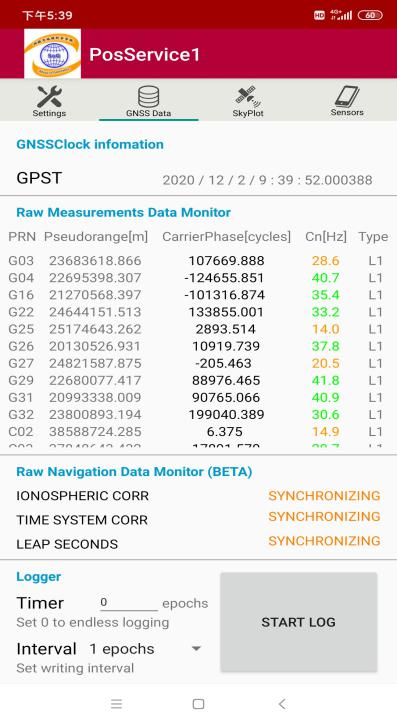 下午5:39
HD 4G+ 60
PosService1
Settings GNSS Data SkyPlot Sensors
GNSSClock infomation
GPST 2020 / 12 / 2 / 9 : 39 : 52.000388
Raw Measurements Data Monitor
PRN Pseudorange[m] CarrierPhase[cycles] Cn[Hz] Type
G03 23683618.866 107669.888 28.6 L1
G04 22695398.307 -124655.851 40.7 L1
G16 21270568.397 -101316.874 35.4 L1
G22 24644151.513 133855.001 33.2 L1
G25 25174643.262 2893.514 14.0 L1
G26 20130526.931 10919.739 37.8 L1
G27 24821587.875 -205.463 20.5 L1
G29 22680077.417 88976.465 41.8 L1
G31 20993338.009 90765.066 40.9 L1
G32 23800893.194 199040.389 30.6 L1
C02 38588724.285 6.375 14.9 L1
Raw Navigation Data Monitor (BETA)
IONOSPHERIC CORR SYNCHRONIZING
TIME SYSTEM CORR SYNCHRONIZING
LEAP SECONDS SYNCHRONIZING
Logger
Timer 0 epochs
Set 0 to endless logging
START LOG
Interval 1 epochs
Set writing interval